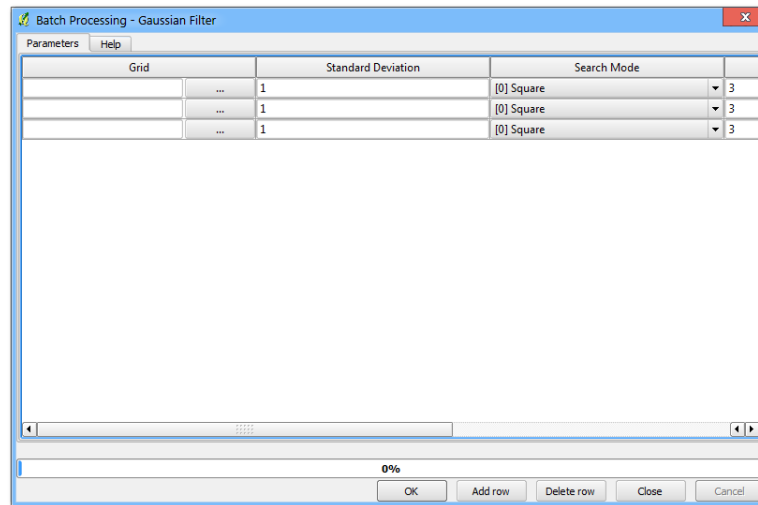 Batch Processing - Gaussian Filter
Parameters Help
Grid Standard Deviation Search Mode
... 1 [0] Square 3
... 1 [0] Square 3
... 1 [0] Square 3
0%
OK Add row Delete row Close Cancel